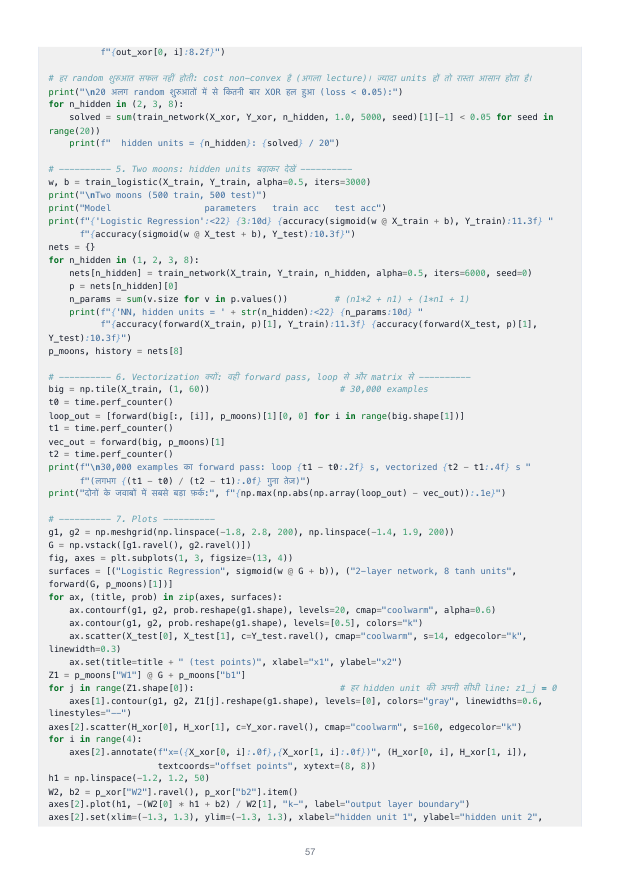 f"{out_xor[0, i]:8.2f}")

# हर random शुरुआत सफल नहीं होती: cost non-convex है (अगला lecture)। ज़्यादा units हों तो रास्ता आसान होता है।
print("\n20 अलग random शुरुआतों में से कितनी बार XOR हल हुआ (loss < 0.05):")
for n_hidden in (2, 3, 8):
    solved = sum(train_network(X_xor, Y_xor, n_hidden, 1.0, 5000, seed)[1][-1] < 0.05 for seed in
range(20))
    print(f"  hidden units = {n_hidden}: {solved} / 20")

# ---------- 5. Two moons: hidden units बढ़ाकर देखें ----------
w, b = train_logistic(X_train, Y_train, alpha=0.5, iters=3000)
print("\nTwo moons (500 train, 500 test)")
print("Model                  parameters   train acc   test acc")
print(f"{'Logistic Regression':<22} {3:10d} {accuracy(sigmoid(w @ X_train + b), Y_train):11.3f} "
      f"{accuracy(sigmoid(w @ X_test + b), Y_test):10.3f}")
nets = {}
for n_hidden in (1, 2, 3, 8):
    nets[n_hidden] = train_network(X_train, Y_train, n_hidden, alpha=0.5, iters=6000, seed=0)
    p = nets[n_hidden][0]
    n_params = sum(v.size for v in p.values())         # (n1*2 + n1) + (1*n1 + 1)
    print(f"{'NN, hidden units = ' + str(n_hidden):<22} {n_params:10d} "
          f"{accuracy(forward(X_train, p)[1], Y_train):11.3f} {accuracy(forward(X_test, p)[1],
Y_test):10.3f}")
p_moons, history = nets[8]

# ---------- 6. Vectorization क्यों: वही forward pass, loop से और matrix से ----------
big = np.tile(X_train, (1, 60))                         # 30,000 examples
t0 = time.perf_counter()
loop_out = [forward(big[:, [i]], p_moons)[1][0, 0] for i in range(big.shape[1])]
t1 = time.perf_counter()
vec_out = forward(big, p_moons)[1]
t2 = time.perf_counter()
print(f"\n30,000 examples का forward pass: loop {t1 - t0:.2f} s, vectorized {t2 - t1:.4f} s "
      f"(लगभग {(t1 - t0) / (t2 - t1):.0f} गुना तेज़)")
print("दोनों के जवाबों में सबसे बड़ा फ़र्क:", f"{np.max(np.abs(np.array(loop_out) - vec_out)):.1e}")

# ---------- 7. Plots ----------
g1, g2 = np.meshgrid(np.linspace(-1.8, 2.8, 200), np.linspace(-1.4, 1.9, 200))
G = np.vstack([g1.ravel(), g2.ravel()])
fig, axes = plt.subplots(1, 3, figsize=(13, 4))
surfaces = [("Logistic Regression", sigmoid(w @ G + b)), ("2-layer network, 8 tanh units",
forward(G, p_moons)[1])]
for ax, (title, prob) in zip(axes, surfaces):
    ax.contourf(g1, g2, prob.reshape(g1.shape), levels=20, cmap="coolwarm", alpha=0.6)
    ax.contour(g1, g2, prob.reshape(g1.shape), levels=[0.5], colors="k")
    ax.scatter(X_test[0], X_test[1], c=Y_test.ravel(), cmap="coolwarm", s=14, edgecolor="k",
linewidth=0.3)
    ax.set(title=title + " (test points)", xlabel="x1", ylabel="x2")
Z1 = p_moons["W1"] @ G + p_moons["b1"]
for j in range(Z1.shape[0]):                            # हर hidden unit की अपनी सीधी line: z1_j = 0
    axes[1].contour(g1, g2, Z1[j].reshape(g1.shape), levels=[0], colors="gray", linewidths=0.6,
linestyles="--")
axes[2].scatter(H_xor[0], H_xor[1], c=Y_xor.ravel(), cmap="coolwarm", s=160, edgecolor="k")
for i in range(4):
    axes[2].annotate(f"x=({X_xor[0, i]:.0f},{X_xor[1, i]:.0f})", (H_xor[0, i], H_xor[1, i]),
                     textcoords="offset points", xytext=(8, 8))
h1 = np.linspace(-1.2, 1.2, 50)
W2, b2 = p_xor["W2"].ravel(), p_xor["b2"].item()
axes[2].plot(h1, -(W2[0] * h1 + b2) / W2[1], "k-", label="output layer boundary")
axes[2].set(xlim=(-1.3, 1.3), ylim=(-1.3, 1.3), xlabel="hidden unit 1", ylabel="hidden unit 2",
57